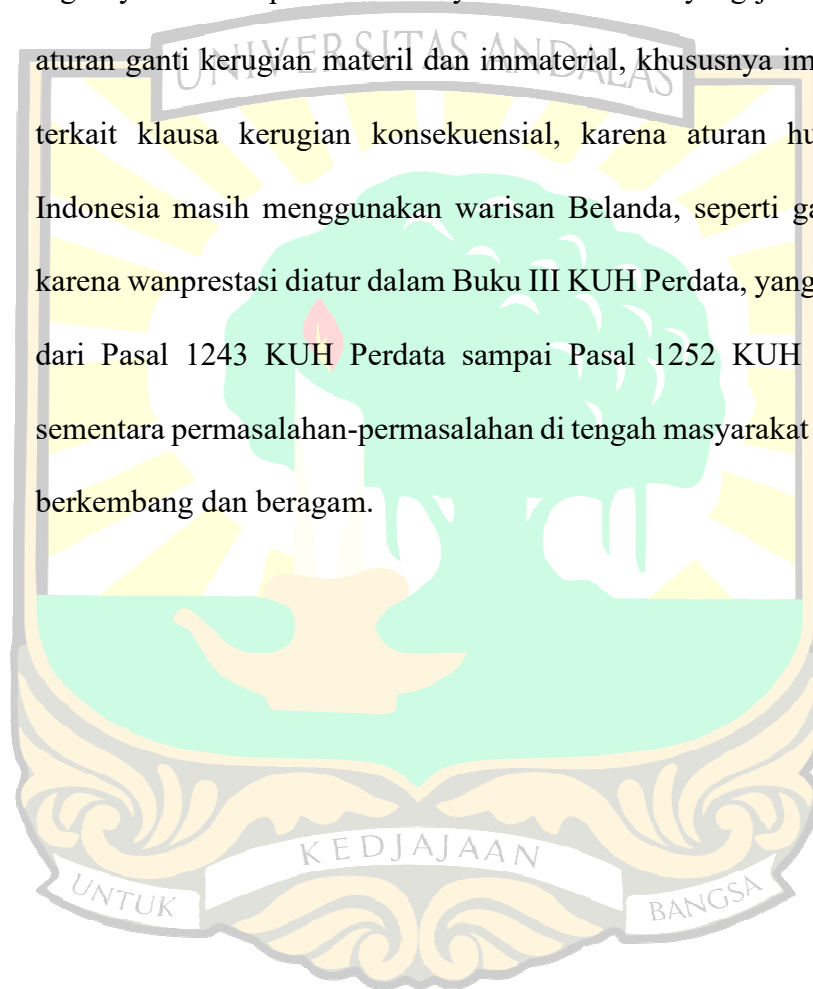 UNIVERSITAS ANDALAS
aturan ganti kerugian materil dan immaterial, khususnya im
terkait klausa kerugian konsekuensial, karena aturan hu
Indonesia masih menggunakan warisan Belanda, seperti ga
karena wanprestasi diatur dalam Buku III KUH Perdata, yang
dari Pasal 1243 KUH Perdata sampai Pasal 1252 KUH
sementara permasalahan-permasalahan di tengah masyarakat
berkembang dan beragam.
KEDJAJAAN
UNTUK
BANGSA